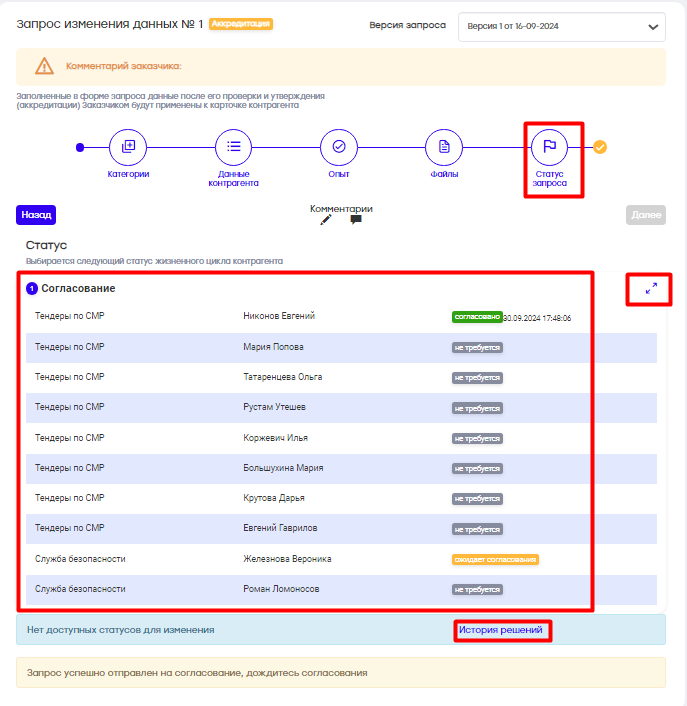 Запрос изменения данных № 1 Аккредитация
Версия запроса Версия 1 от 16-09-2024
Комментарий заказчика:
Заполненные в форме запроса данные после его проверки и утверждения
(аккредитации) Заказчиком будут применены к карточке контрагента
Категории
Данные
контрагента
Опыт
Файлы
Статус
запроса
Назад
Комментарии
Далее
Статус
Выбирается следующий статус жизненного цикла контрагента
1 Согласование
Тендеры по СМР Никонов Евгений согласовано 30.09.2024 17:48:06
Тендеры по СМР Мария Попова не требуется
Тендеры по СМР Татаренцева Ольга не требуется
Тендеры по СМР Рустам Утешев не требуется
Тендеры по СМР Коржевич Илья не требуется
Тендеры по СМР Большухина Мария не требуется
Тендеры по СМР Крутова Дарья не требуется
Тендеры по СМР Евгений Гаврилов не требуется
Служба безопасности Железнова Вероника ожидает согласования
Служба безопасности Роман Ломоносов не требуется
Нет доступных статусов для изменения История решений
Запрос успешно отправлен на согласование, дождитесь согласования